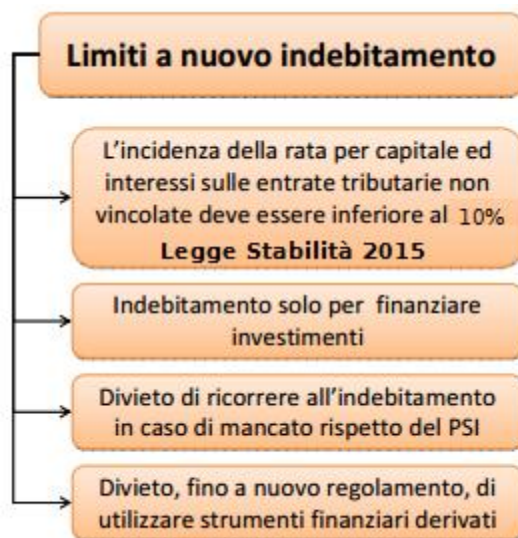 Limiti a nuovo indebitamento
L'incidenza della rata per capitale ed
interessi sulle entrate tributarie non
vincolate deve essere inferiore al 10%
Legge Stabilità 2015
Indebitamento solo per finanziare
investimenti
Divieto di ricorrere all'indebitamento
in caso di mancato rispetto del PSI
Divieto, fino a nuovo regolamento, di
utilizzare strumenti finanziari derivati